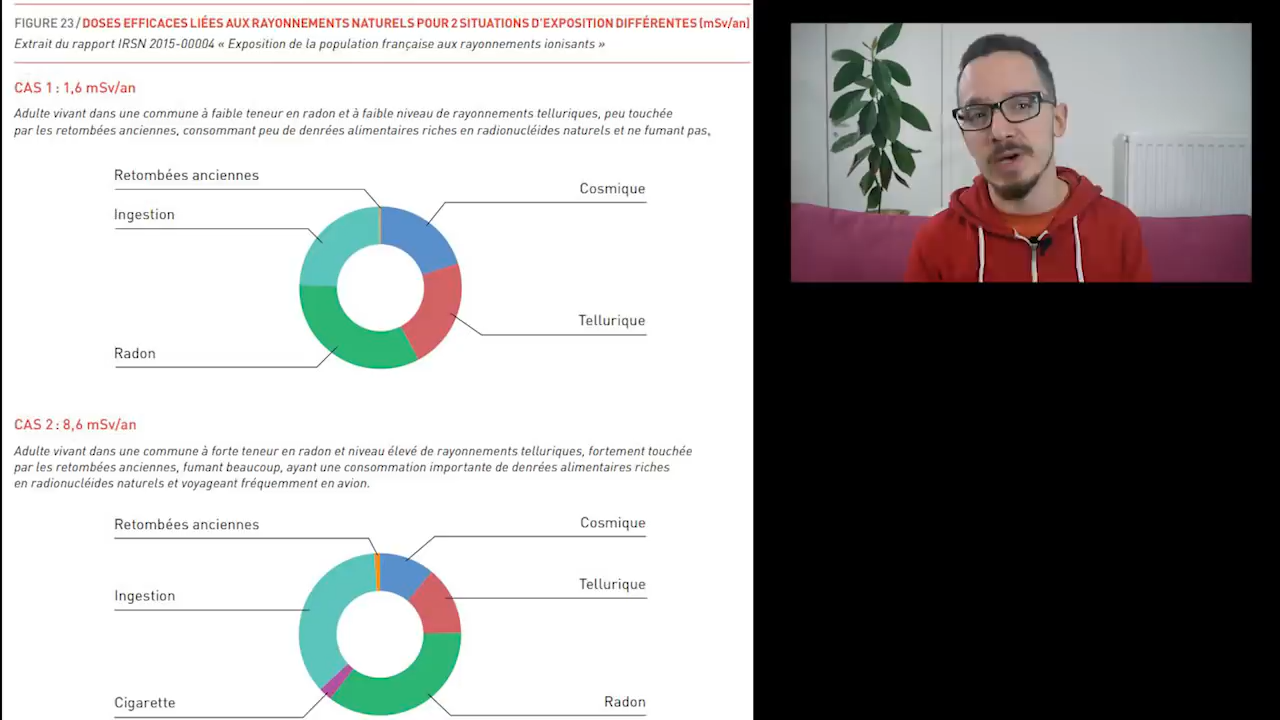 FIGURE 23 / DOSES EFFICACES LIÉES AUX RAYONNEMENTS NATURELS POUR 2 SITUATIONS D'EXPOSITION DIFFÉRENTES (mSv/an)
Extrait du rapport IRSN 2015-00004 « Exposition de la population française aux rayonnements ionisants »
CAS 1 : 1,6 mSv/an
Adulte vivant dans une commune à faible teneur en radon et à faible niveau de rayonnements telluriques, peu touchée
par les retombées anciennes, consommant peu de denrées alimentaires riches en radionucléides naturels et ne fumant pas,
Retombées anciennes
Cosmique
Ingestion
Tellurique
Radon
CAS 2 : 8,6 mSv/an
Adulte vivant dans une commune à forte teneur en radon et niveau élevé de rayonnements telluriques, fortement touchée
par les retombées anciennes, fumant beaucoup, ayant une consommation importante de denrées alimentaires riches
en radionucléides naturels et voyageant fréquemment en avion.
Retombées anciennes
Cosmique
Tellurique
Ingestion
Cigarette
Radon